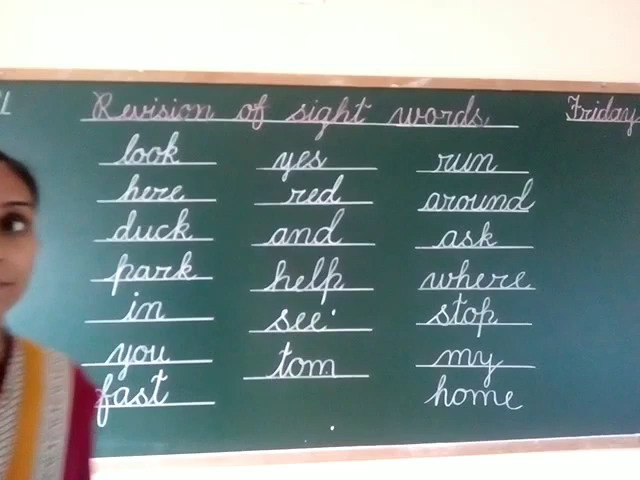 Revision of sight words Friday
look yes run
here red around
duck and ask
park help where
in see stop
you tom my
fast home